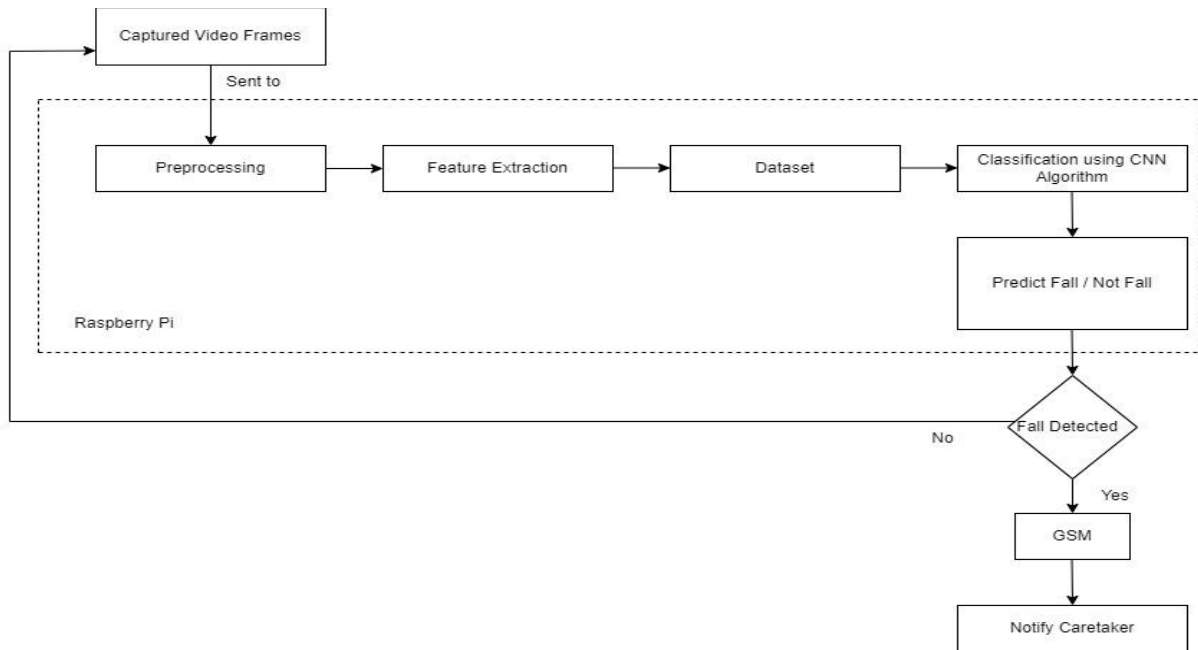 Captured Video Frames
Sent to
Preprocessing
Feature Extraction
Dataset
Classification using CNN
Algorithm
Predict Fall / Not Fall
Raspberry Pi
Fall Detected
No
Yes
GSM
Notify Caretaker